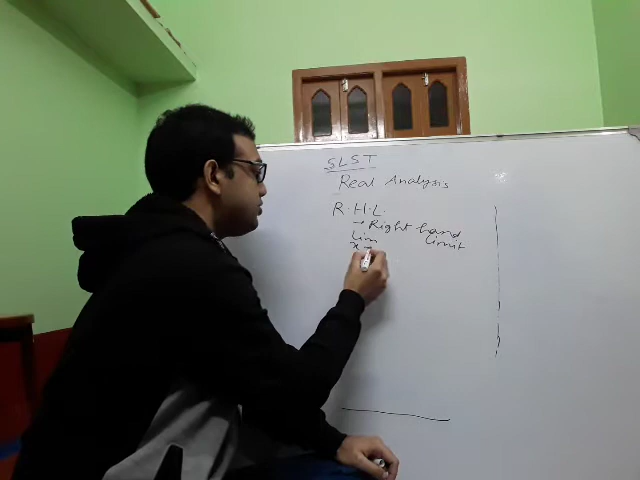 SLST
Real Analysis
R.H.L.
→ Right hand limit
lim
x →